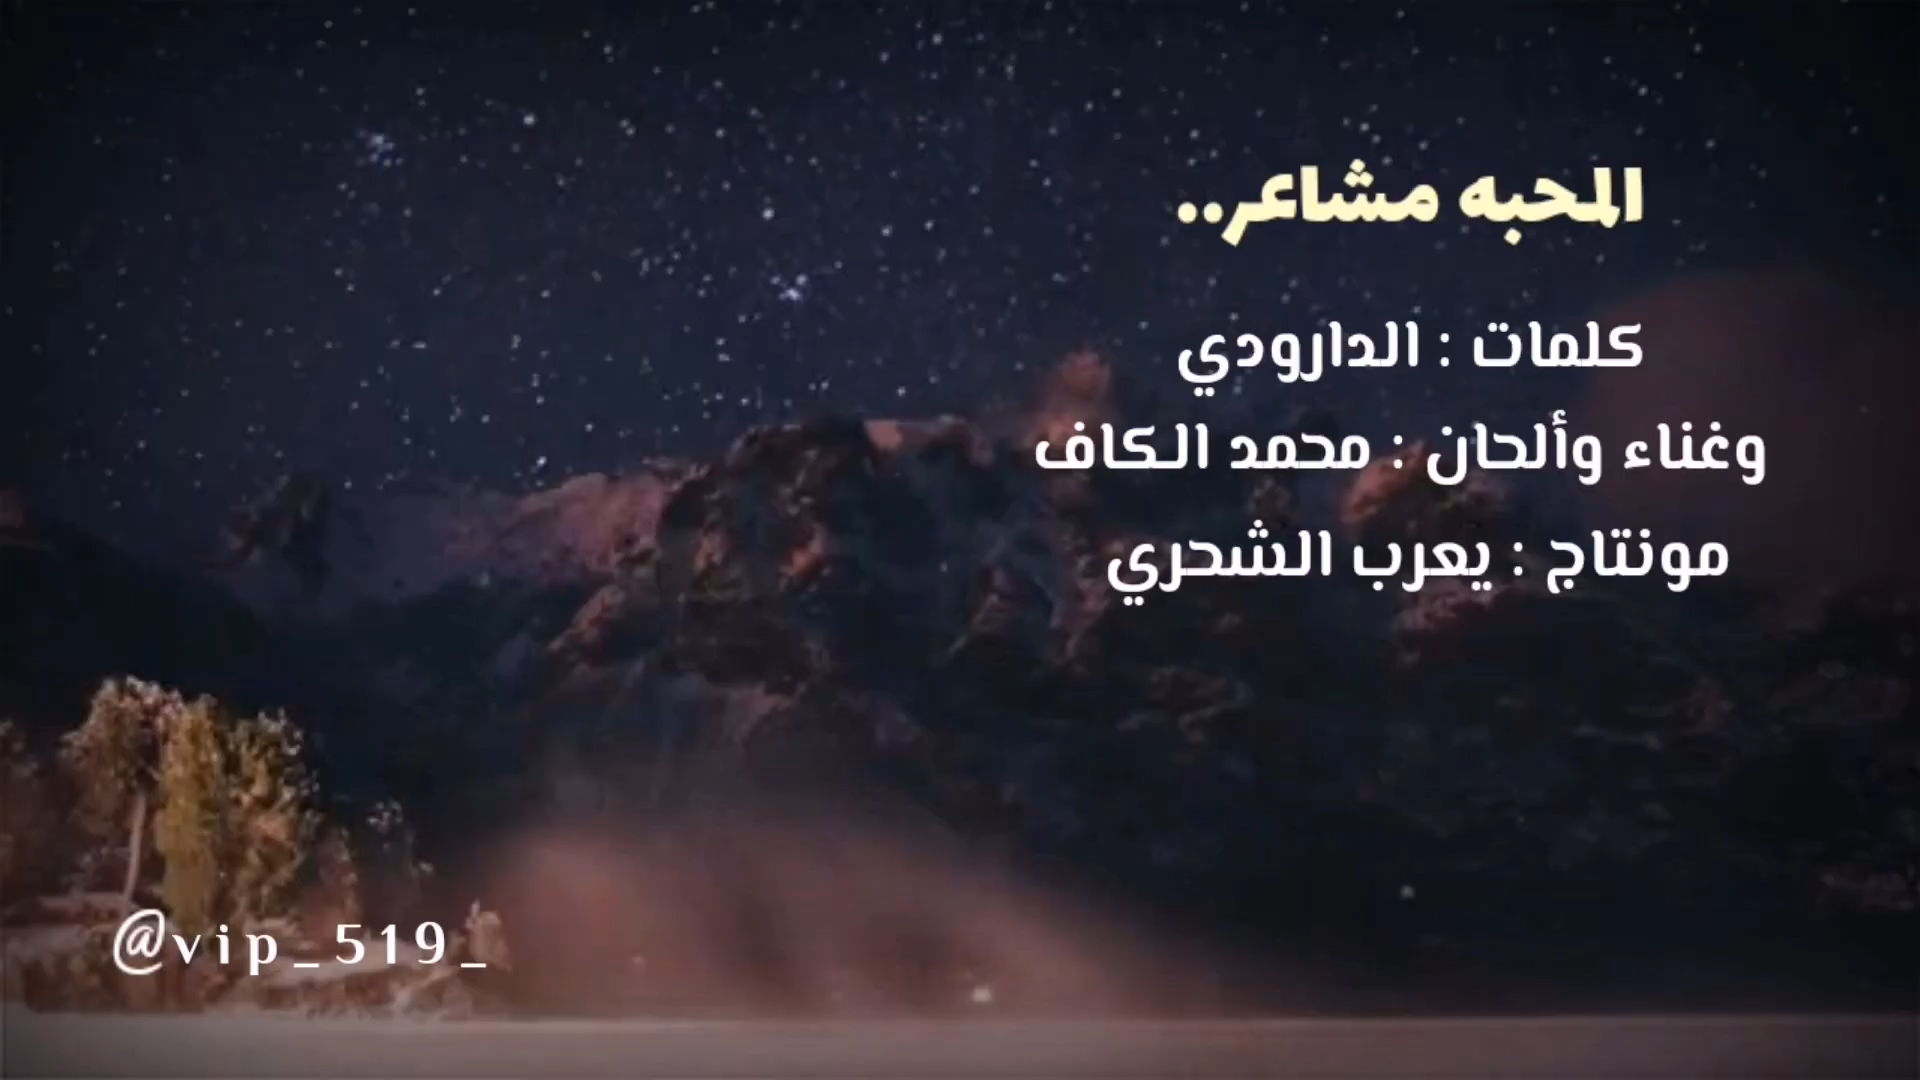 المحبه مشاعر..
كلمات : الدارودي
وغناء وألحان : محمد الكاف
مونتاج : يعرب الشحري
@vip_519_